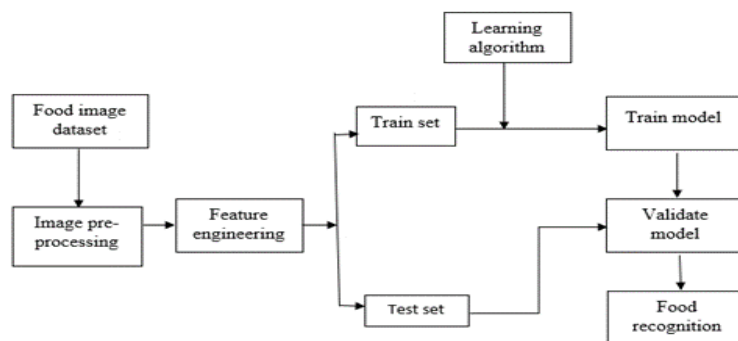 Learning
algorithm
Food image
dataset
Train set
Train model
Image pre-
processing
Feature
engineering
Validate
model
Test set
Food
recognition